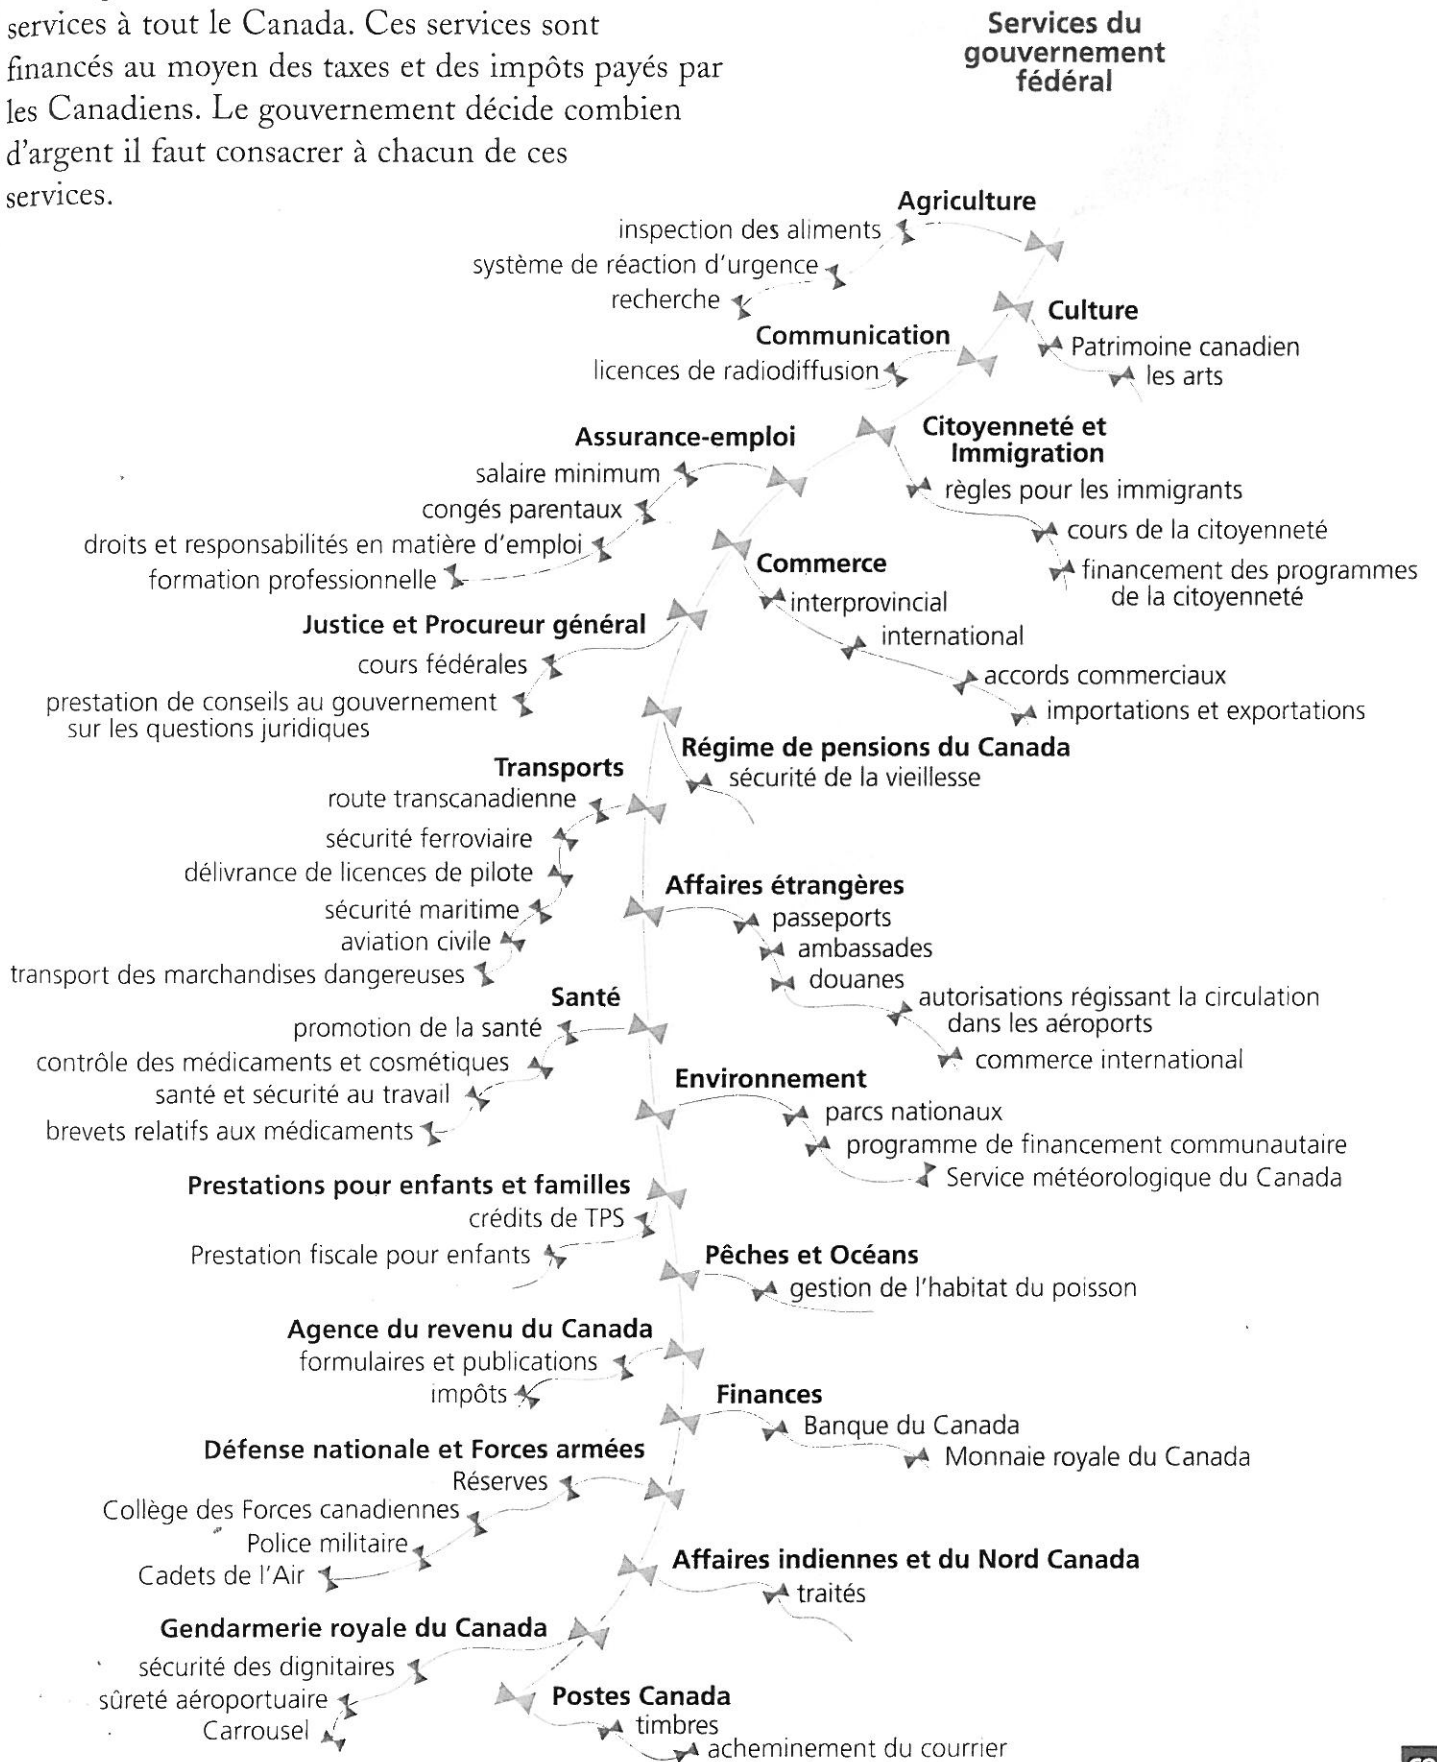 services à tout le Canada. Ces services sont
financés au moyen des taxes et des impôts payés par
les Canadiens. Le gouvernement décide combien
d'argent il faut consacrer à chacun de ces
services.
Services du
gouvernement
fédéral
Agriculture
inspection des aliments
système de réaction d'urgence
recherche
Culture
Patrimoine canadien
les arts
Communication
licences de radiodiffusion
Citoyenneté et
Immigration
règles pour les immigrants
cours de la citoyenneté
financement des programmes
de la citoyenneté
Assurance-emploi
salaire minimum
congés parentaux
droits et responsabilités en matière d'emploi
formation professionnelle
Commerce
interprovincial
international
accords commerciaux
importations et exportations
Justice et Procureur général
cours fédérales
prestation de conseils au gouvernement
sur les questions juridiques
Régime de pensions du Canada
sécurité de la vieillesse
Transports
route transcanadienne
sécurité ferroviaire
délivrance de licences de pilote
sécurité maritime
aviation civile
transport des marchandises dangereuses
Affaires étrangères
passeports
ambassades
douanes
autorisations régissant la circulation
dans les aéroports
commerce international
Santé
promotion de la santé
contrôle des médicaments et cosmétiques
santé et sécurité au travail
brevets relatifs aux médicaments
Environnement
parcs nationaux
programme de financement communautaire
Service météorologique du Canada
Prestations pour enfants et familles
crédits de TPS
Prestation fiscale pour enfants
Pêches et Océans
gestion de l'habitat du poisson
Agence du revenu du Canada
formulaires et publications
impôts
Finances
Banque du Canada
Monnaie royale du Canada
Défense nationale et Forces armées
Réserves
Collège des Forces canadiennes
Police militaire
Cadets de l'Air
Affaires indiennes et du Nord Canada
traités
Gendarmerie royale du Canada
sécurité des dignitaires
sûreté aéroportuaire
Carrousel
Postes Canada
timbres
acheminement du courrier